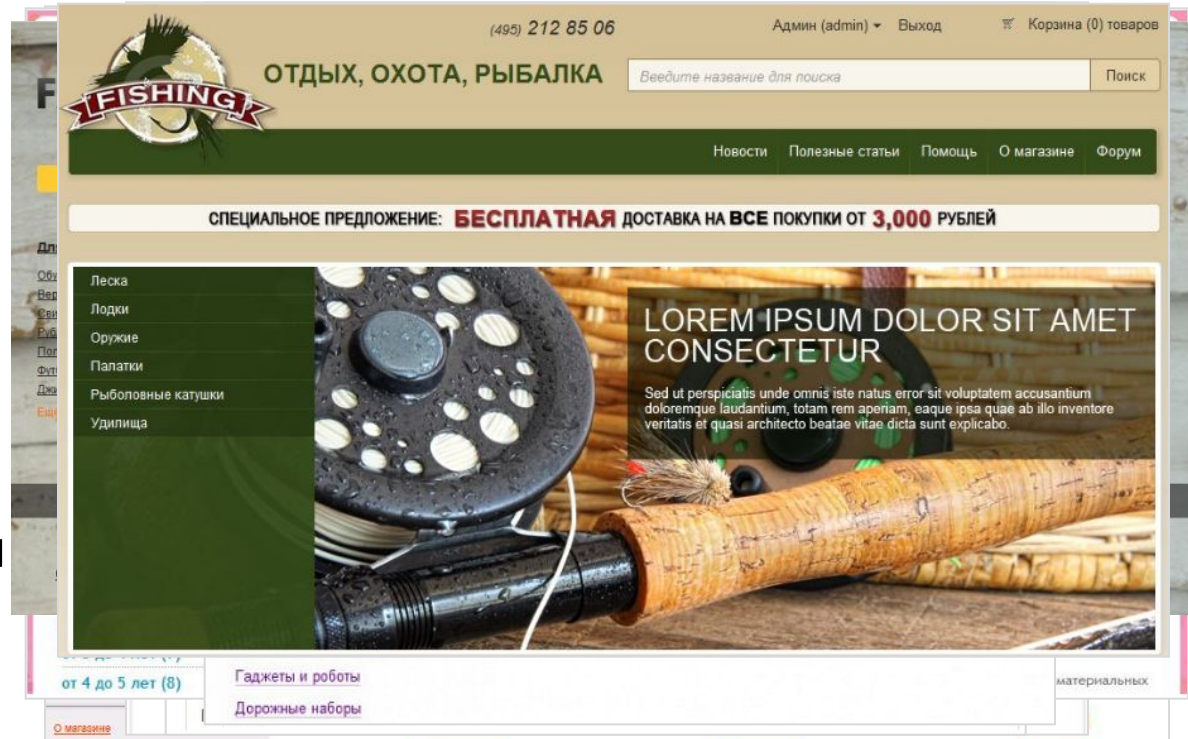 (495) 212 85 06
Админ (admin)
Выход
Корзина (0) товаров
FISHING
ОТДЫХ, ОХОТА, РЫБАЛКА
Введите название для поиска
Поиск
Новости Полезные статьи Помощь О магазине Форум
СПЕЦИАЛЬНОЕ ПРЕДЛОЖЕНИЕ: БЕСПЛАТНАЯ ДОСТАВКА НА ВСЕ ПОКУПКИ ОТ 3,000 РУБЛЕЙ
Леска
Лодки
Оружие
Палатки
Рыболовные катушки
Удилища
LOREM IPSUM DOLOR SIT AMET
CONSECTETUR
Sed ut perspiciatis unde omnis iste natus error sit voluptatem accusantium
doloremque laudantium, totam rem aperiam, eaque ipsa quae ab illo inventore
veritatis et quasi architecto beatae vitae dicta sunt explicabo.
от 4 до 5 лет (8)
Гаджеты и роботы
Дорожные наборы
материальных
О магазине